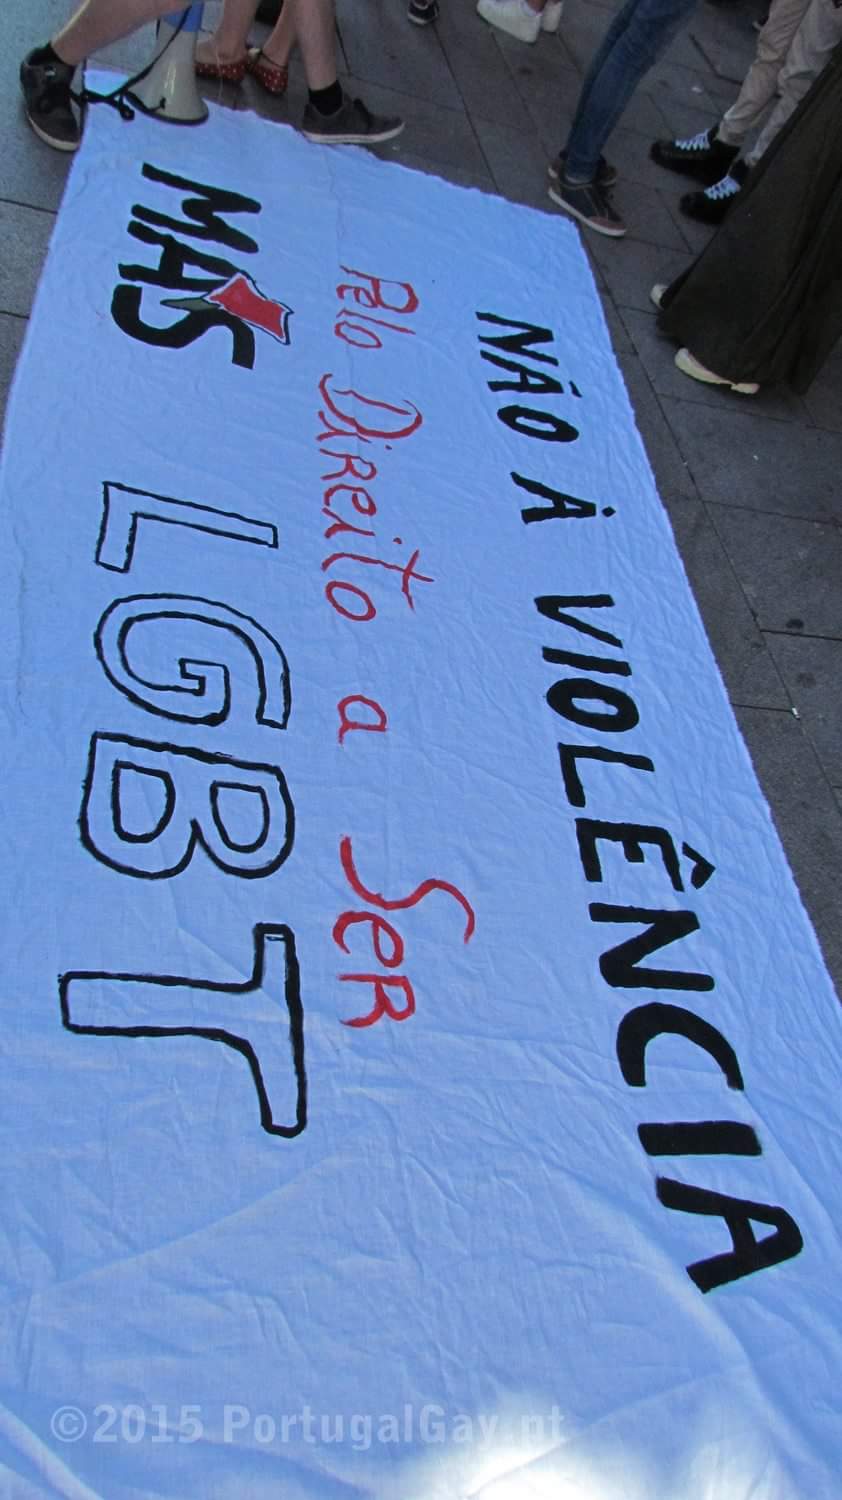 NÃO À VIOLÊNCIA
Pelo Direito a Ser
MAS LGBT
©2015 PortugalGay.pt